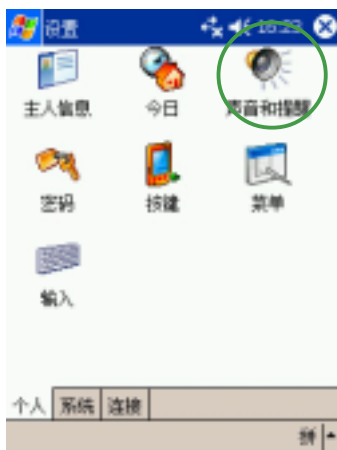 设置 16:23
主人信息 今日 声音和提醒
密码 按键 菜单
输入
个人 系统 连接
拼